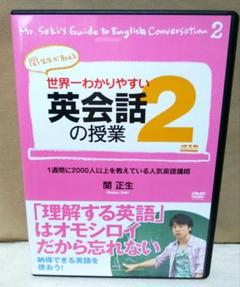 Mr. Seki's Guide to English Conversation 2
関先生が教える
世界一わかりやすい
英会話2
の授業
1週間に2000人以上を教えている人気英語講師
関 正生
「理解する英語」
はオモシロイ
だから忘れない
納得できる英語を
使おう!
DVD